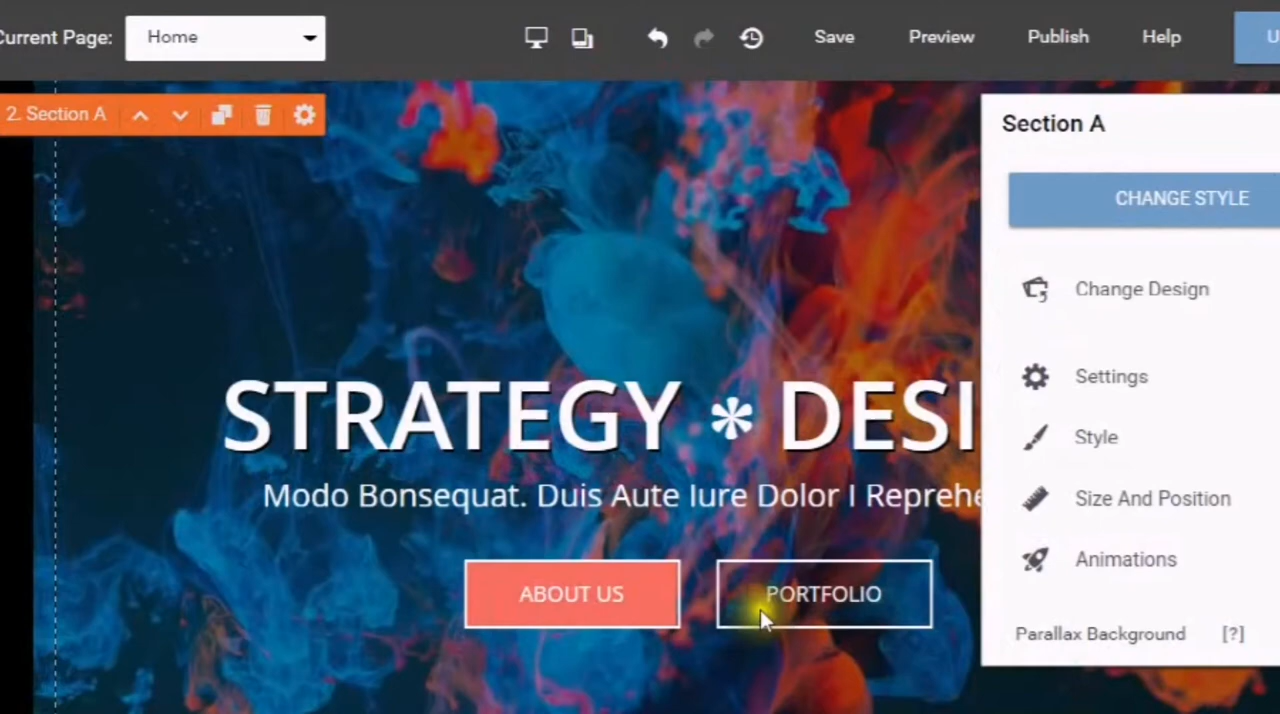 Current Page: Home Save Preview Publish Help U
2. Section A
Section A
CHANGE STYLE
Change Design
Settings
Style
Size And Position
Animations
Parallax Background [?]
STRATEGY * DESI
Modo Bonsequat. Duis Aute Iure Dolor I Reprehe
ABOUT US PORTFOLIO